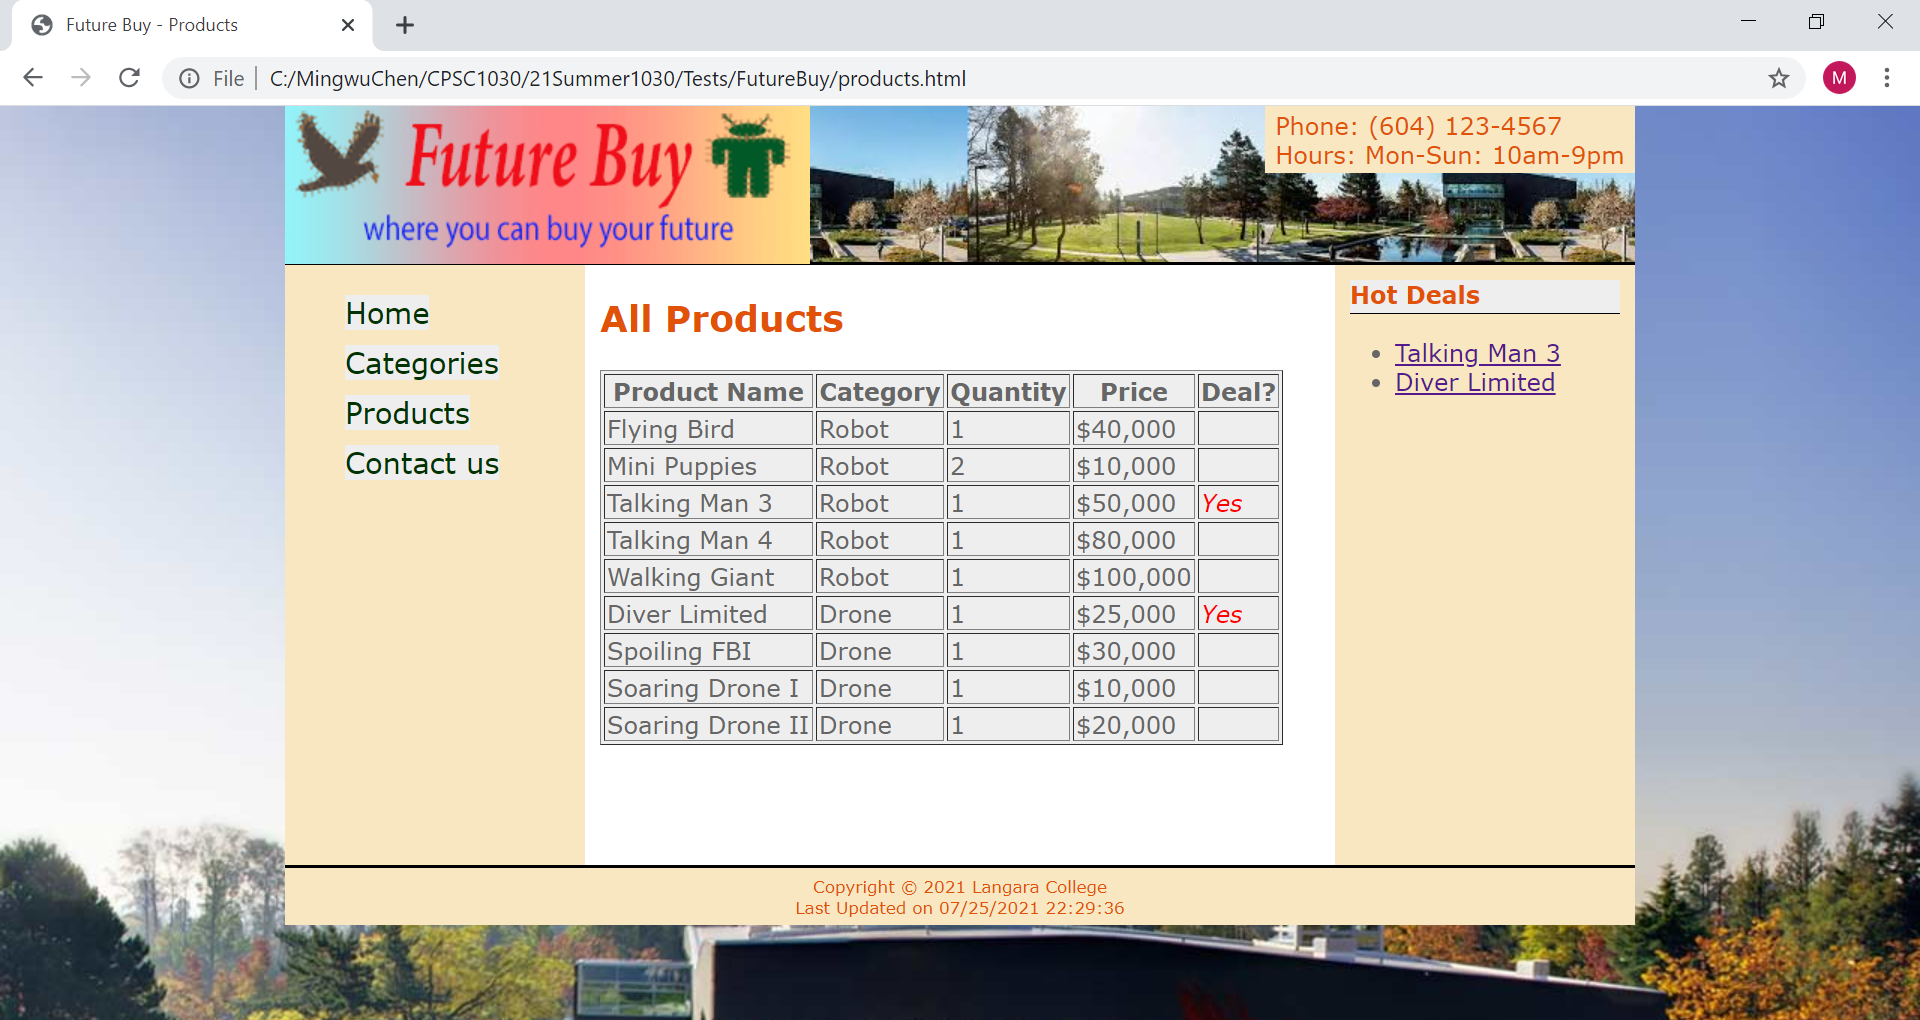 Future Buy - Products
File
C:/MingwuChen/CPSC1030/21Summer1030/Tests/FutureBuy/products.html
M
Future Buy
where you can buy your future
Phone: (604) 123-4567
Hours: Mon-Sun: 10am-9pm
Home
Categories
Products
Contact us
All Products
Product Name Category Quantity Price Deal?
Flying Bird Robot 1 $40,000
Mini Puppies Robot 2 $10,000
Talking Man 3 Robot 1 $50,000 Yes
Talking Man 4 Robot 1 $80,000
Walking Giant Robot 1 $100,000
Diver Limited Drone 1 $25,000 Yes
Spoiling FBI Drone 1 $30,000
Soaring Drone I Drone 1 $10,000
Soaring Drone II Drone 1 $20,000
Hot Deals
Talking Man 3
Diver Limited
Copyright © 2021 Langara College
Last Updated on 07/25/2021 22:29:36